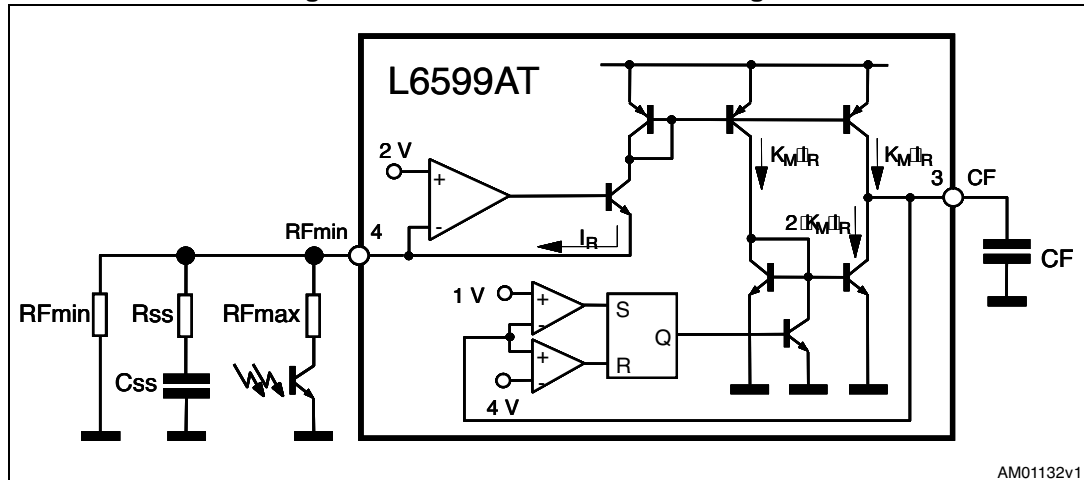 L6599AT
2 V
+
-
K_M▯I_R
K_M▯I_R
3
CF
RFmin
4
I_R
2▯K_M▯I_R
CF
RFmin
Rss
RFmax
1 V
+
-
S
Q
+
-
R
Css
4 V
AM01132v1